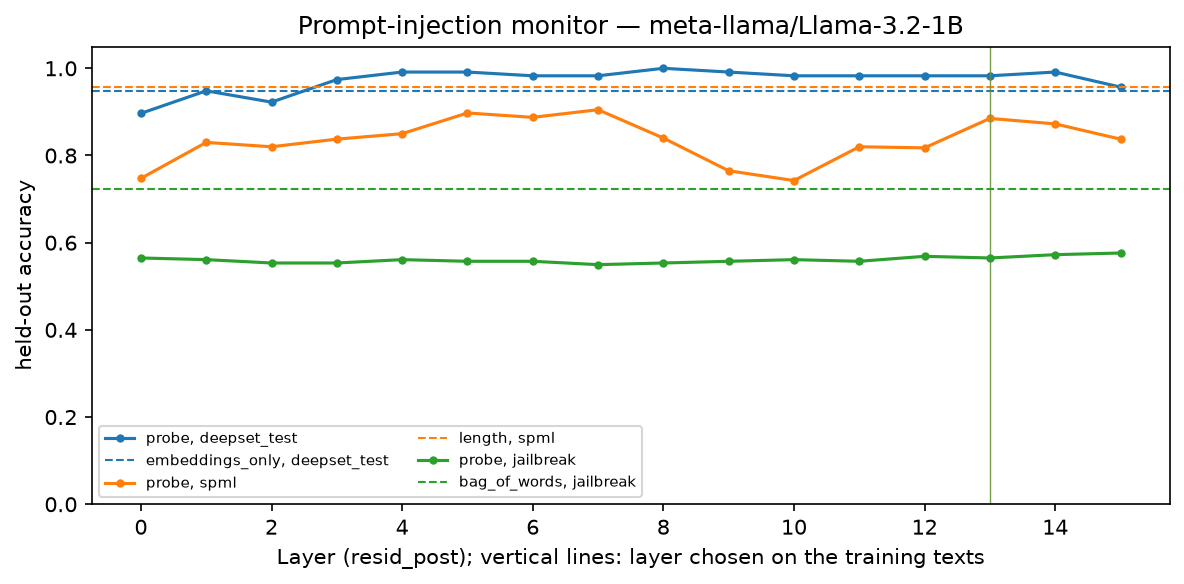 Prompt-injection monitor — meta-llama/Llama-3.2-1B
held-out accuracy
1.0
0.8
0.6
0.4
0.2
0.0
probe, deepset_test
embeddings_only, deepset_test
probe, spml
length, spml
probe, jailbreak
bag_of_words, jailbreak
0 2 4 6 8 10 12 14
Layer (resid_post); vertical lines: layer chosen on the training texts